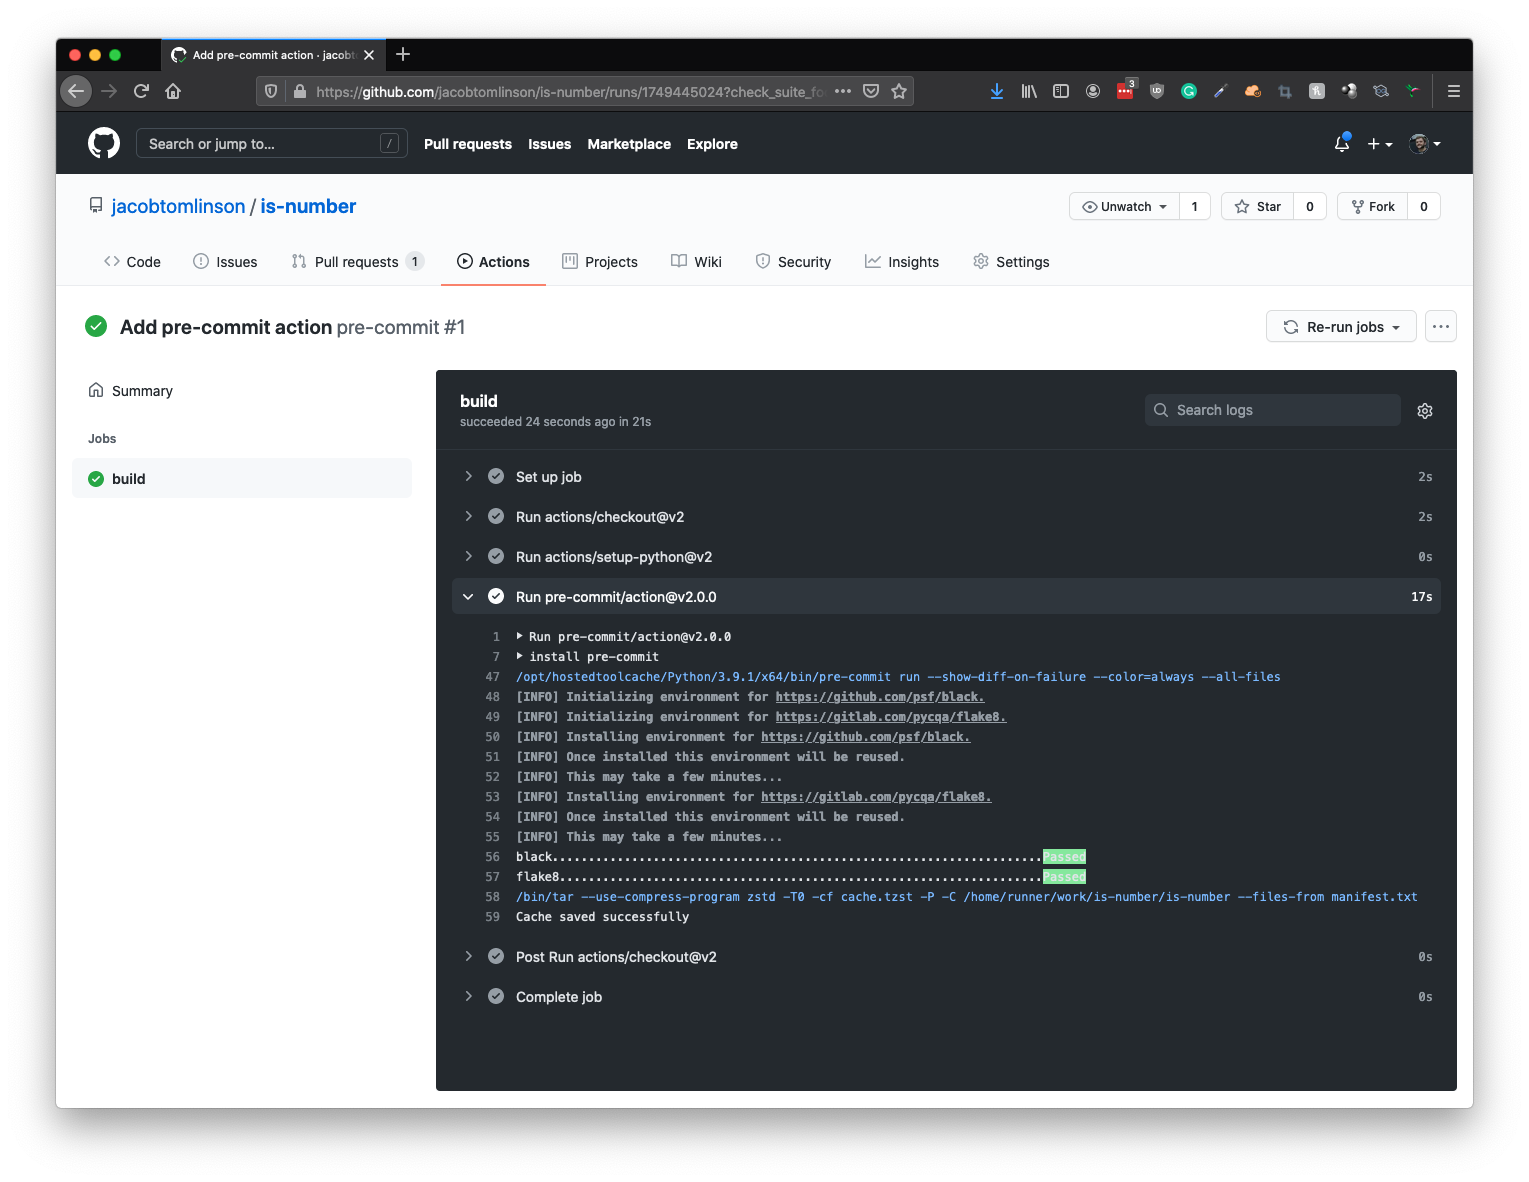 Add pre-commit action · jacobt
https://github.com/jacobtomlinson/is-number/runs/1749445024?check_suite_fo
3
Search or jump to...
/
Pull requests
Issues
Marketplace
Explore
jacobtomlinson / is-number
Unwatch
1
Star
0
Fork
0
Code
Issues
Pull requests 1
Actions
Projects
Wiki
Security
Insights
Settings
Add pre-commit action pre-commit #1
Re-run jobs
Summary
Jobs
build
build
succeeded 24 seconds ago in 21s
Search logs
Set up job 2s
Run actions/checkout@v2 2s
Run actions/setup-python@v2 0s
Run pre-commit/action@v2.0.0 17s
1 Run pre-commit/action@v2.0.0
7 install pre-commit
47 /opt/hostedtoolcache/Python/3.9.1/x64/bin/pre-commit run --show-diff-on-failure --color=always --all-files
48 [INFO] Initializing environment for https://github.com/psf/black.
49 [INFO] Initializing environment for https://gitlab.com/pycqa/flake8.
50 [INFO] Installing environment for https://github.com/psf/black.
51 [INFO] Once installed this environment will be reused.
52 [INFO] This may take a few minutes...
53 [INFO] Installing environment for https://gitlab.com/pycqa/flake8.
54 [INFO] Once installed this environment will be reused.
55 [INFO] This may take a few minutes...
56 black....................................................................Passed
57 flake8...................................................................Passed
58 /bin/tar --use-compress-program zstd -T0 -cf cache.tzst -P -C /home/runner/work/is-number/is-number --files-from manifest.txt
59 Cache saved successfully
Post Run actions/checkout@v2 0s
Complete job 0s